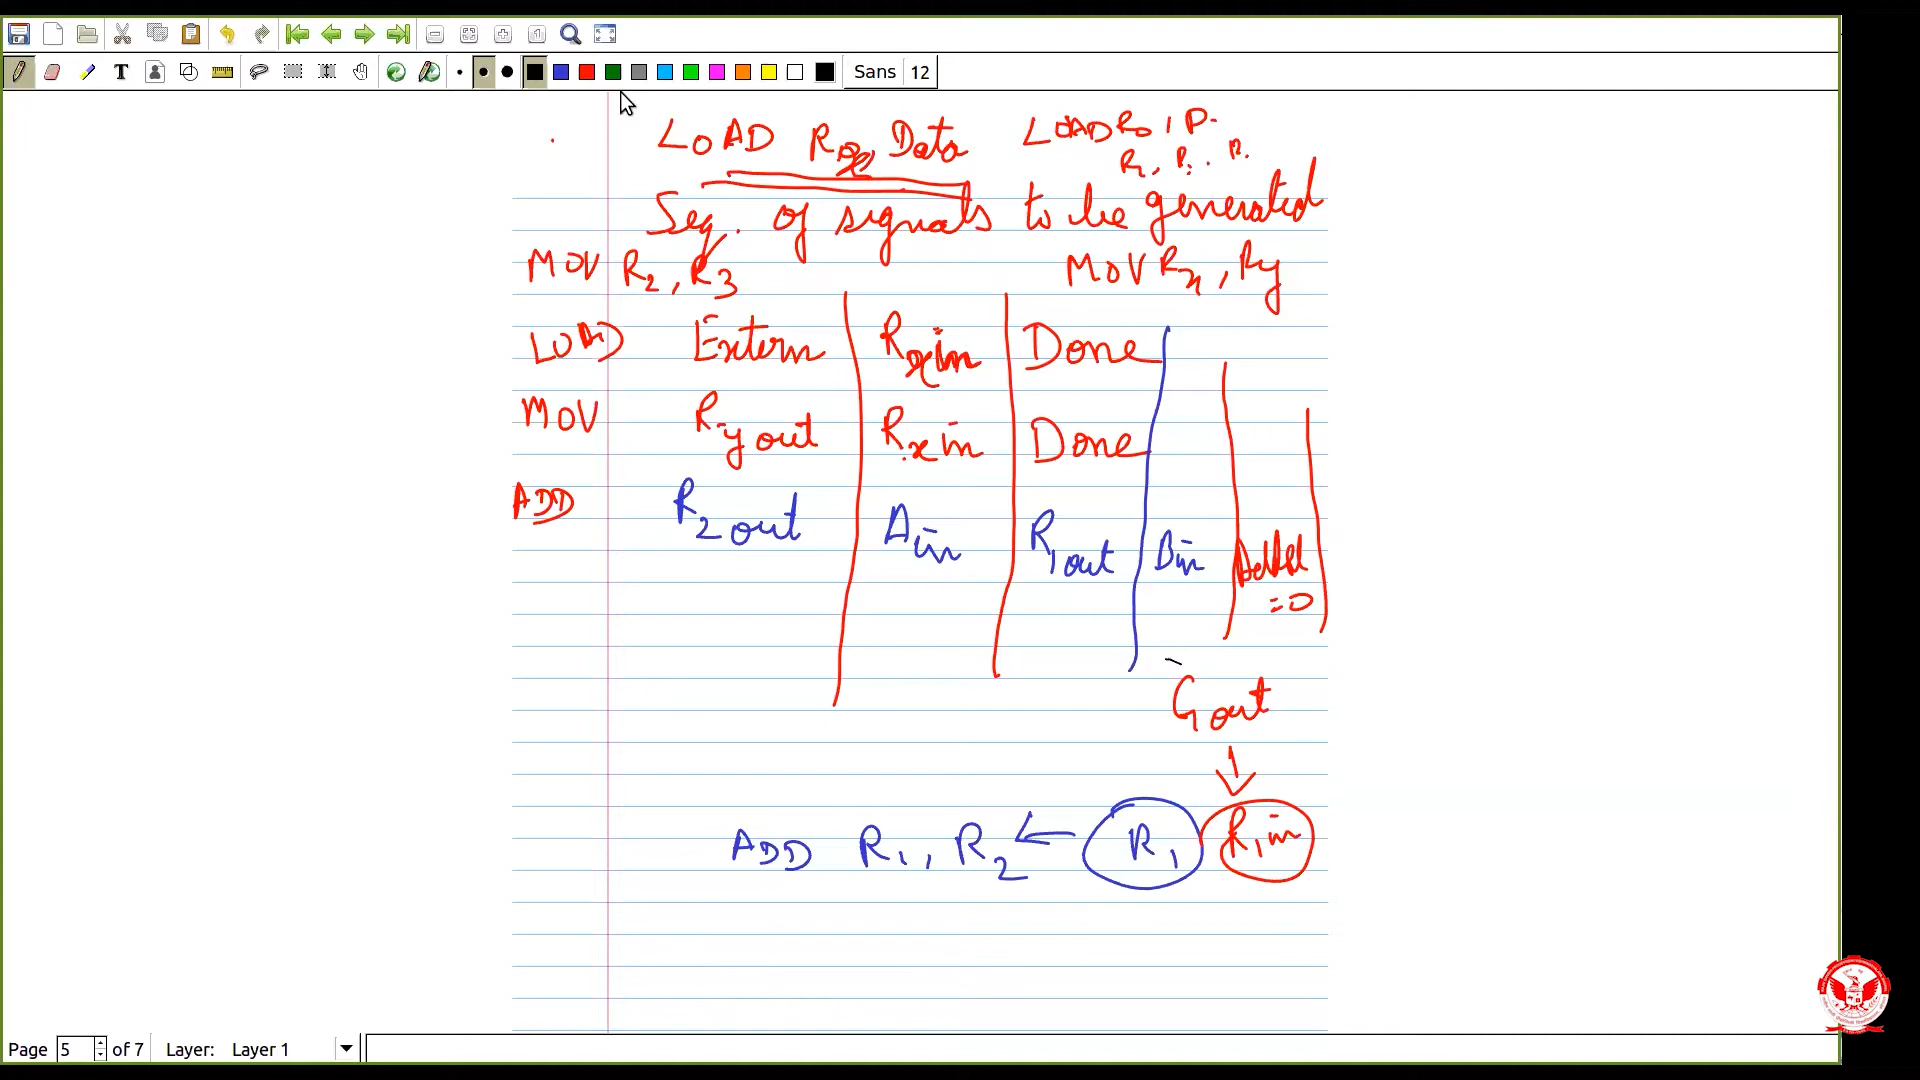 Sans 12
LOAD Rx, Data LOAD R0, P.
R1, P. . P.
Seq. of signals to be generated
MOV R2, R3 MOV Rx, Ry
LOAD Extern Rxin Done
MOV Ryout Rxin Done
ADD R2out Ain R1out Bin
=0
Gout
ADD R1, R2 ← R1 R1in
Page 5 of 7 Layer: Layer 1